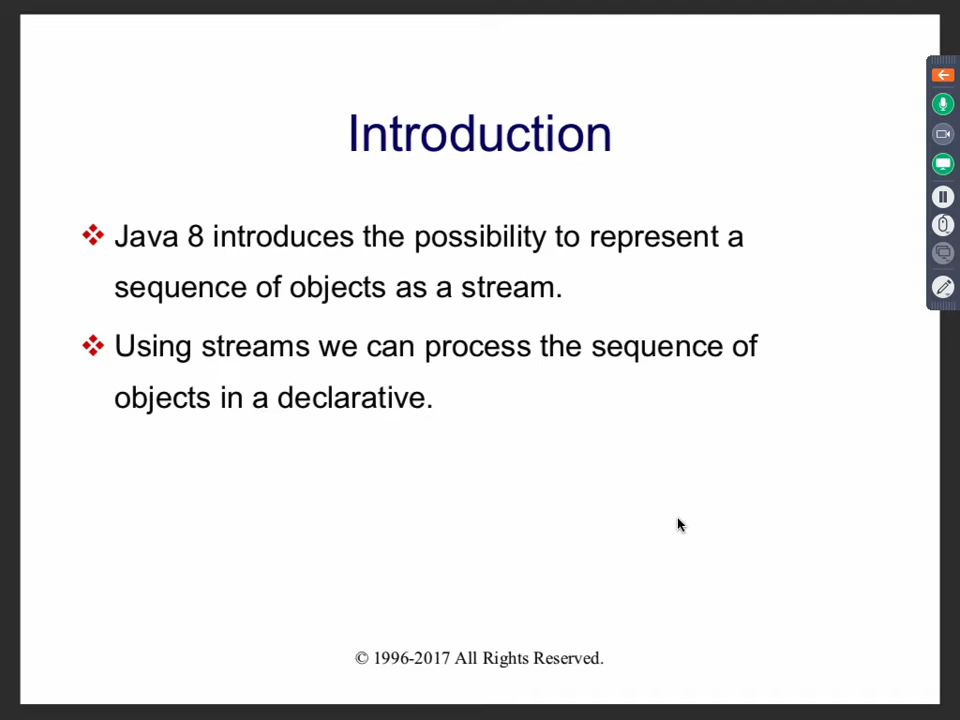 Introduction
Java 8 introduces the possibility to represent a
sequence of objects as a stream.
Using streams we can process the sequence of
objects in a declarative.
© 1996-2017 All Rights Reserved.